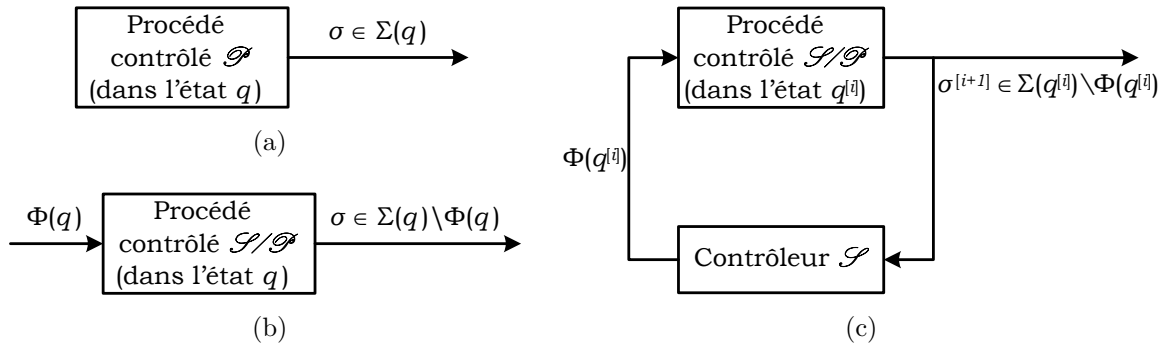 Procédé
contrôlé 𝒫
(dans l'état q)
σ ∈ Σ(q)
(a)
Φ(q)
Procédé
contrôlé 𝒮/𝒫
(dans l'état q)
σ ∈ Σ(q)\Φ(q)
(b)
Procédé
contrôlé 𝒮/𝒫
(dans l'état q[i])
σ[i+1] ∈ Σ(q[i])\Φ(q[i])
Φ(q[i])
Contrôleur 𝒮
(c)